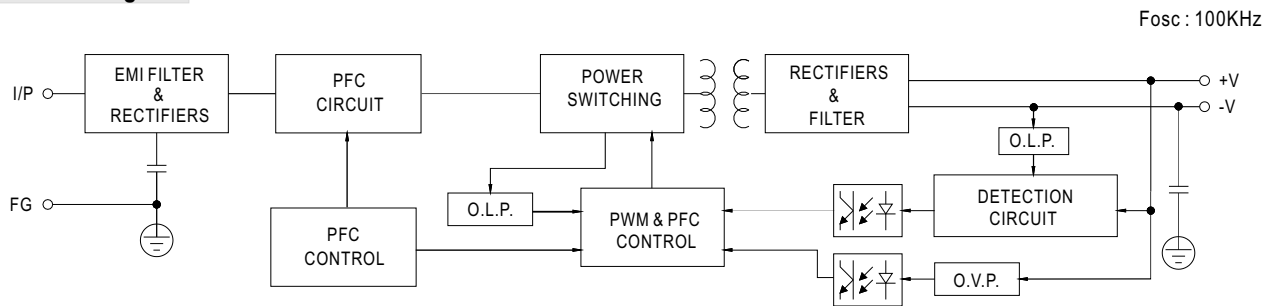 Fosc : 100KHz
I/P
EMI FILTER
&
RECTIFIERS
PFC
CIRCUIT
POWER
SWITCHING
RECTIFIERS
&
FILTER
+V
-V
O.L.P.
FG
O.L.P.
PFC
CONTROL
PWM & PFC
CONTROL
DETECTION
CIRCUIT
O.V.P.